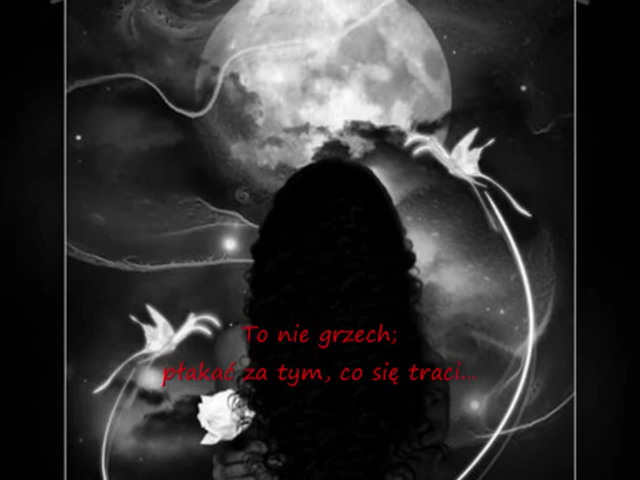 To nie grzech;
płakać za tym, co się traci...